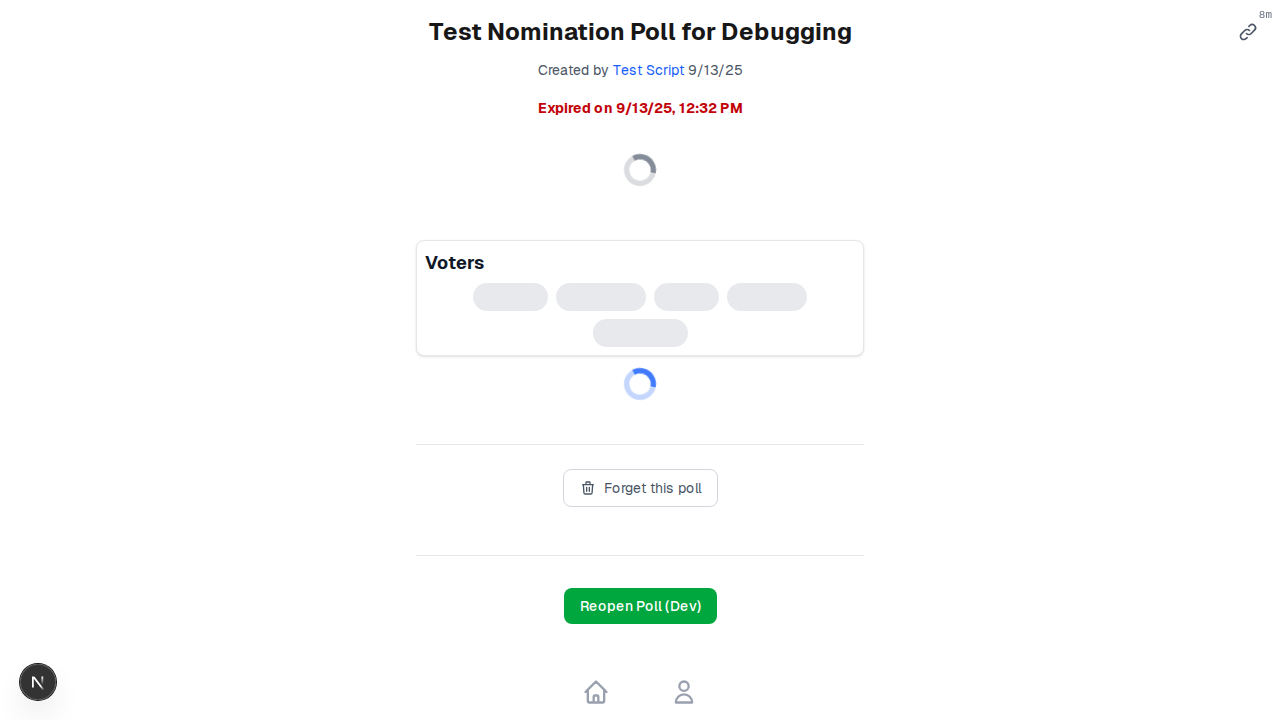 8m
Test Nomination Poll for Debugging
Created by Test Script 9/13/25
Expired on 9/13/25, 12:32 PM
Voters
Forget this poll
Reopen Poll (Dev)
N